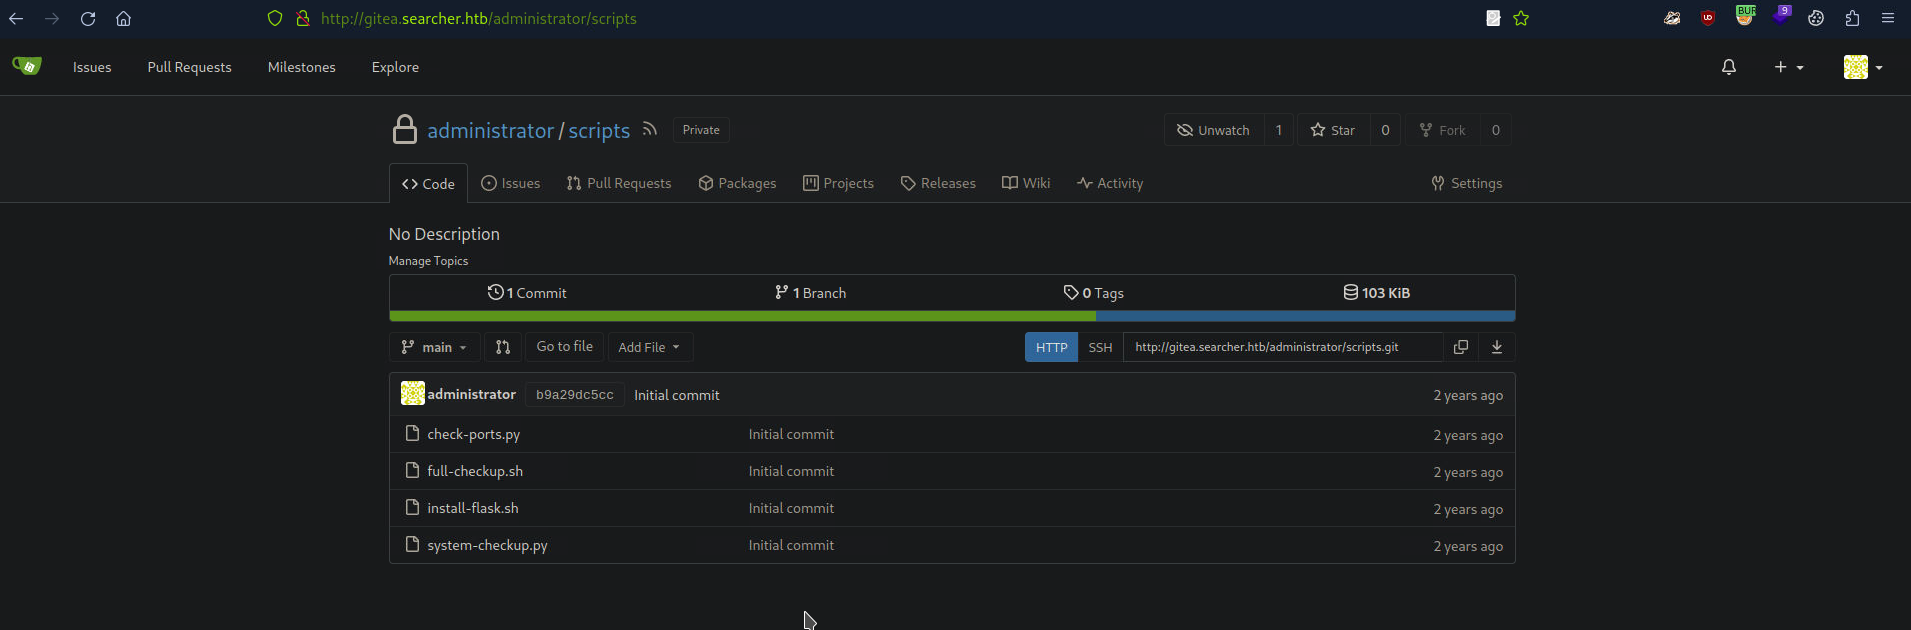 http://gitea.searcher.htb/administrator/scripts
BUR
9
Issues Pull Requests Milestones Explore
administrator/scripts Private Unwatch 1 Star 0 Fork 0
Code Issues Pull Requests Packages Projects Releases Wiki Activity Settings
No Description
Manage Topics
1 Commit 1 Branch 0 Tags 103 KiB
main Go to file Add File HTTP SSH http://gitea.searcher.htb/administrator/scripts.git
administrator b9a29dc5cc Initial commit 2 years ago
check-ports.py Initial commit 2 years ago
full-checkup.sh Initial commit 2 years ago
install-flask.sh Initial commit 2 years ago
system-checkup.py Initial commit 2 years ago